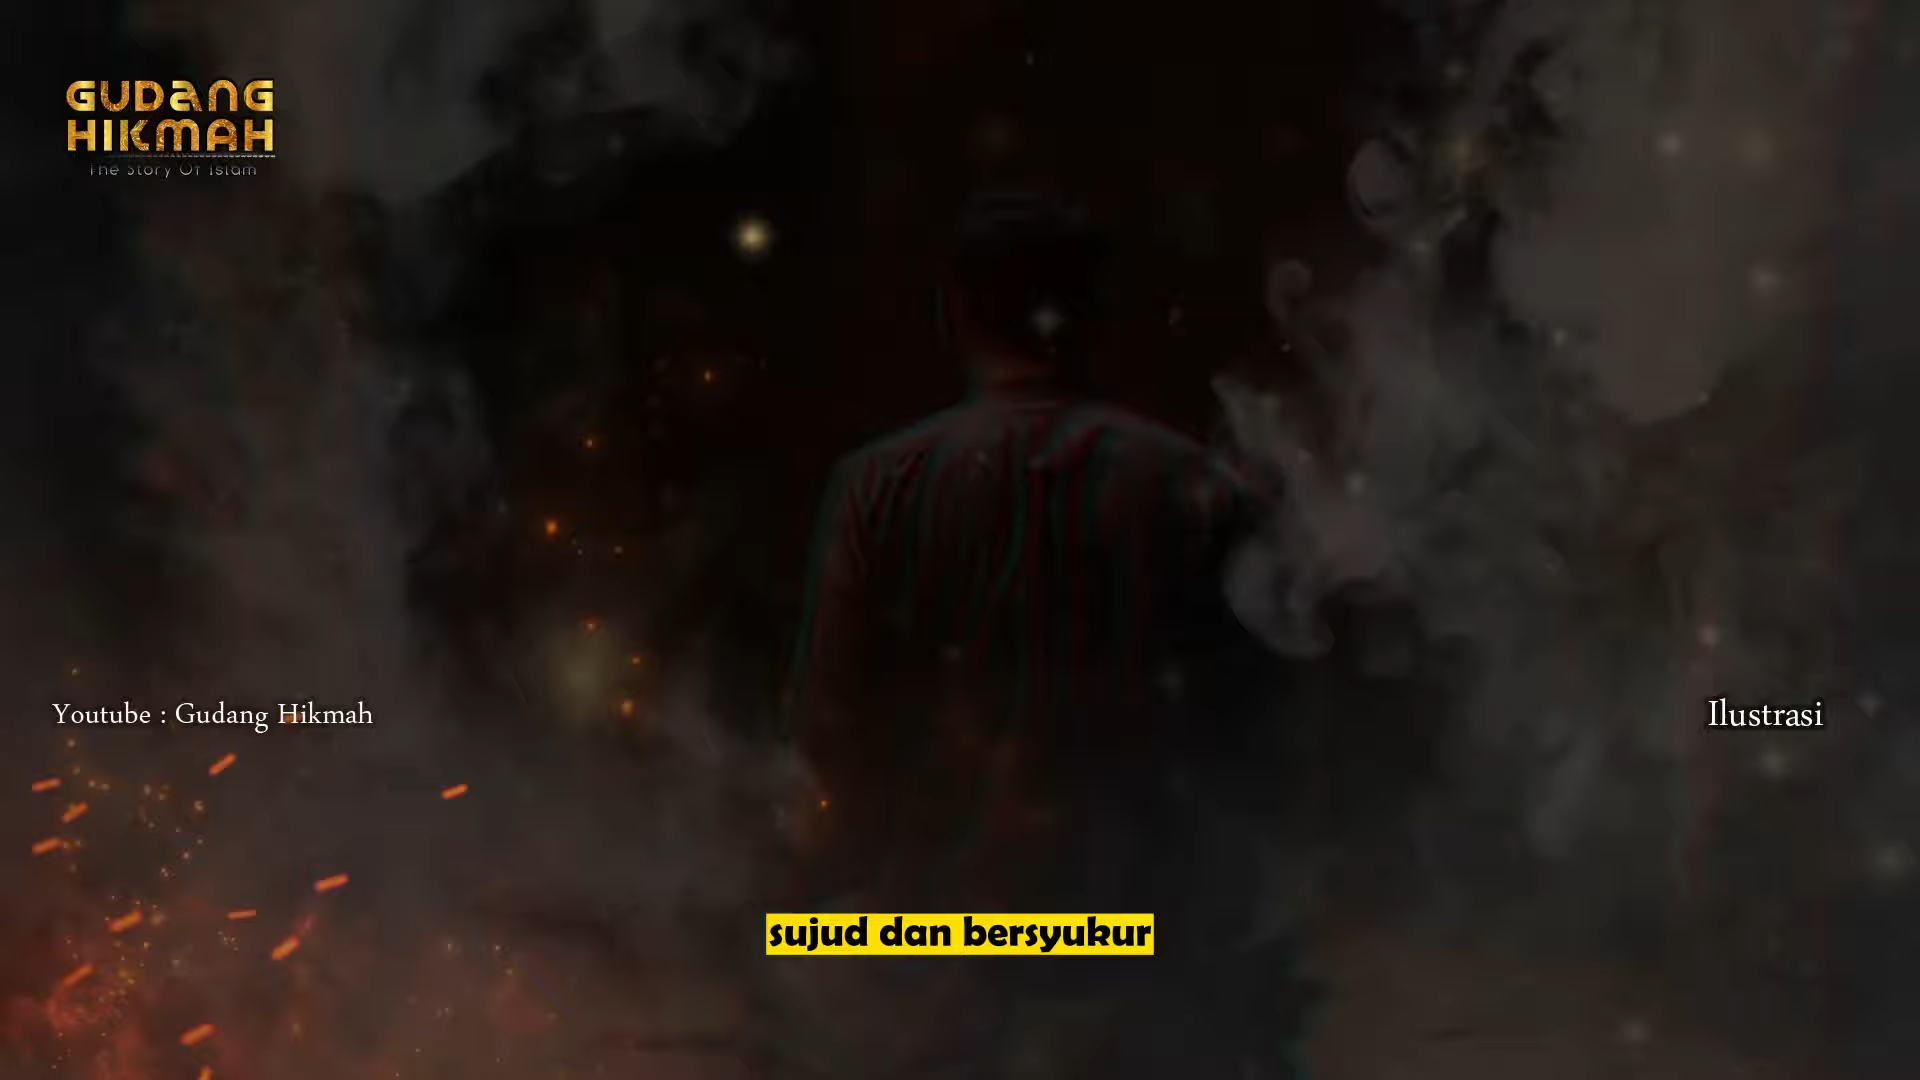 GUDANG
HIKMAH
The Story Of Islam
Youtube : Gudang Hikmah
Ilustrasi
sujud dan bersyukur